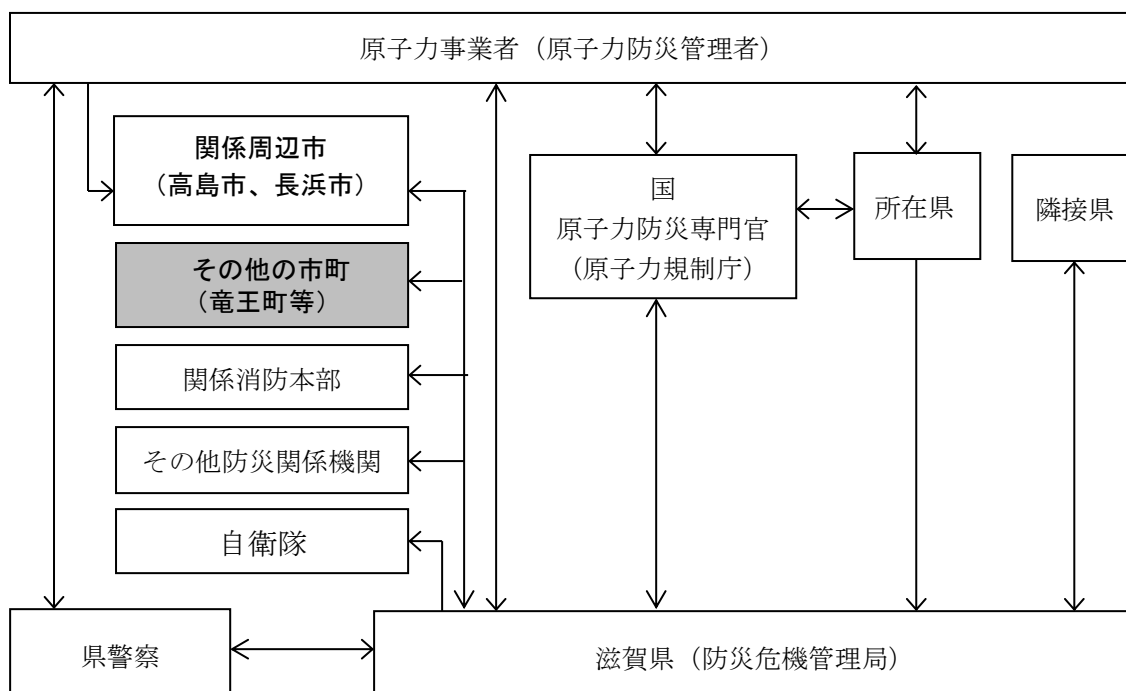 原子力事業者（原子力防災管理者）
関係周辺市
（高島市、長浜市）
国
原子力防災専門官
（原子力規制庁）
所在県
隣接県
その他の市町
（竜王町等）
関係消防本部
その他防災関係機関
自衛隊
県警察
滋賀県（防災危機管理局）